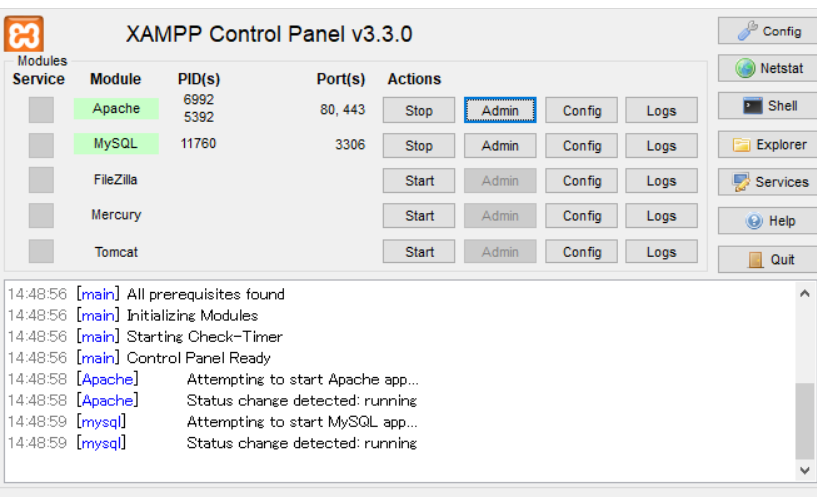 XAMPP Control Panel v3.3.0
Config
Modules
Service Module PID(s) Port(s) Actions
Netstat
Apache 6992 5392 80, 443 Stop Admin Config Logs
Shell
MySQL 11760 3306 Stop Admin Config Logs
Explorer
FileZilla Start Admin Config Logs
Services
Mercury Start Admin Config Logs
Help
Tomcat Start Admin Config Logs
Quit
14:48:56 [main] All prerequisites found
14:48:56 [main] Initializing Modules
14:48:56 [main] Starting Check-Timer
14:48:56 [main] Control Panel Ready
14:48:58 [Apache] Attempting to start Apache app...
14:48:58 [Apache] Status change detected: running
14:48:59 [mysql] Attempting to start MySQL app...
14:48:59 [mysql] Status change detected: running